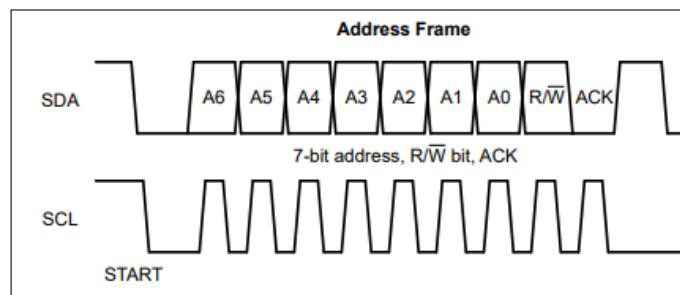 Address Frame
SDA A6 A5 A4 A3 A2 A1 A0 R/W̅ ACK
7-bit address, R/W̅ bit, ACK
SCL
START